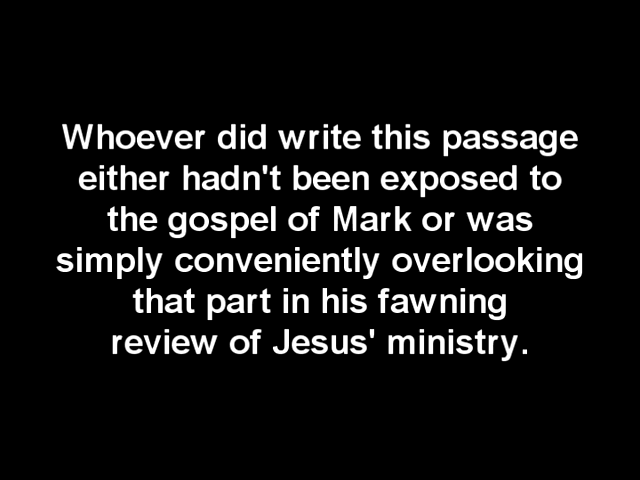 Whoever did write this passage
either hadn't been exposed to
the gospel of Mark or was
simply conveniently overlooking
that part in his fawning
review of Jesus' ministry.